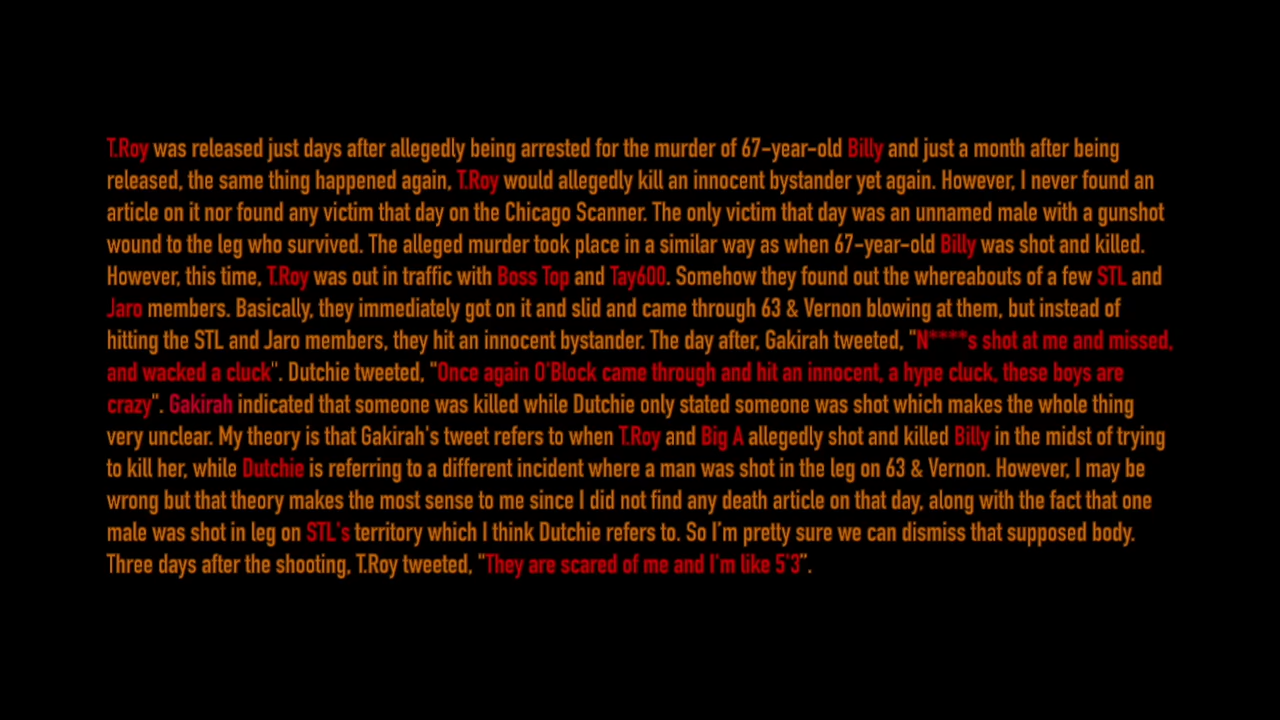 T.Roy was released just days after allegedly being arrested for the murder of 67-year-old Billy and just a month after being
released, the same thing happened again, T.Roy would allegedly kill an innocent bystander yet again. However, I never found an
article on it nor found any victim that day on the Chicago Scanner. The only victim that day was an unnamed male with a gunshot
wound to the leg who survived. The alleged murder took place in a similar way as when 67-year-old Billy was shot and killed.
However, this time, T.Roy was out in traffic with Boss Top and Tay600. Somehow they found out the whereabouts of a few STL and
Jaro members. Basically, they immediately got on it and slid and came through 63 & Vernon blowing at them, but instead of
hitting the STL and Jaro members, they hit an innocent bystander. The day after, Gakirah tweeted, "N****s shot at me and missed,
and wacked a cluck". Dutchie tweeted, "Once again O'Block came through and hit an innocent, a hype cluck, these boys are
crazy". Gakirah indicated that someone was killed while Dutchie only stated someone was shot which makes the whole thing
very unclear. My theory is that Gakirah's tweet refers to when T.Roy and Big A allegedly shot and killed Billy in the midst of trying
to kill her, while Dutchie is referring to a different incident where a man was shot in the leg on 63 & Vernon. However, I may be
wrong but that theory makes the most sense to me since I did not find any death article on that day, along with the fact that one
male was shot in leg on STL's territory which I think Dutchie refers to. So I'm pretty sure we can dismiss that supposed body.
Three days after the shooting, T.Roy tweeted, "They are scared of me and I'm like 5'3".